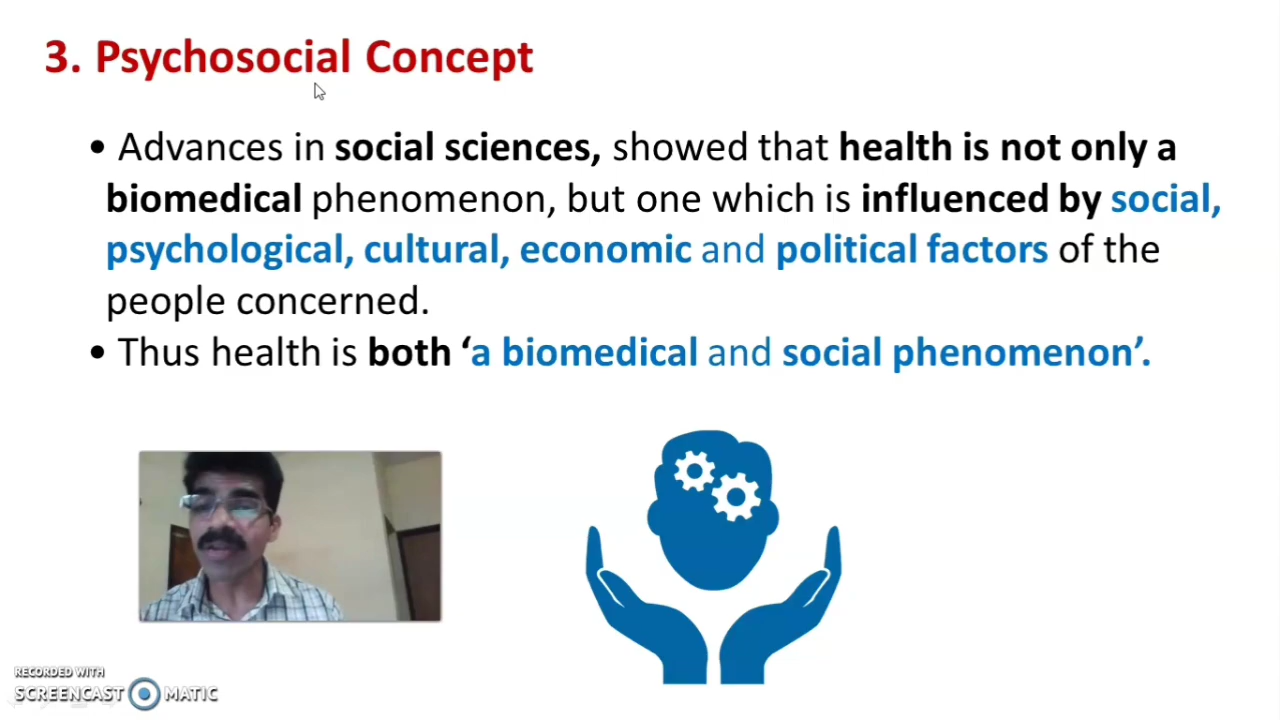 3. Psychosocial Concept
• Advances in social sciences, showed that health is not only a
biomedical phenomenon, but one which is influenced by social,
psychological, cultural, economic and political factors of the
people concerned.
• Thus health is both ‘a biomedical and social phenomenon’.
RECORDED WITH
SCREENCAST MATIC